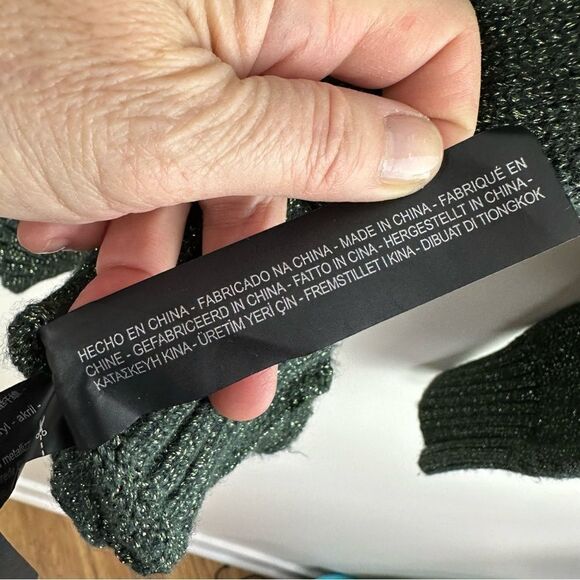 HECHO EN CHINA - FABRICADO NA CHINA - MADE IN CHINA - FABRIQUÉ EN
CHINE - GEFABRICEERD IN CHINA - FATTO IN CINA - HERGESTELLT IN CHINA -
ΚΑΤΑΣΚΕΥΗ ΚΙΝΑ - ÜRETİM YERİ ÇİN - FREMSTILLET I KINA - DIBUAT DI TIONGKOK
akril -